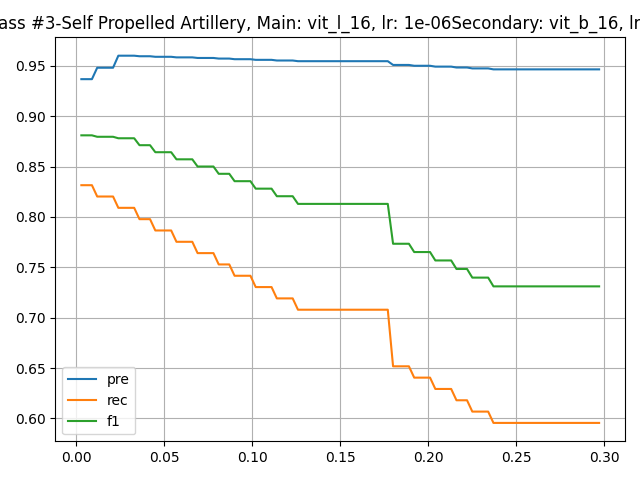 ass #3-Self Propelled Artillery, Main: vit_l_16, lr: 1e-06Secondary: vit_b_16, lr
0.95
0.90
0.85
0.80
0.75
0.70
0.65
0.60
pre
rec
f1
0.00 0.05 0.10 0.15 0.20 0.25 0.30